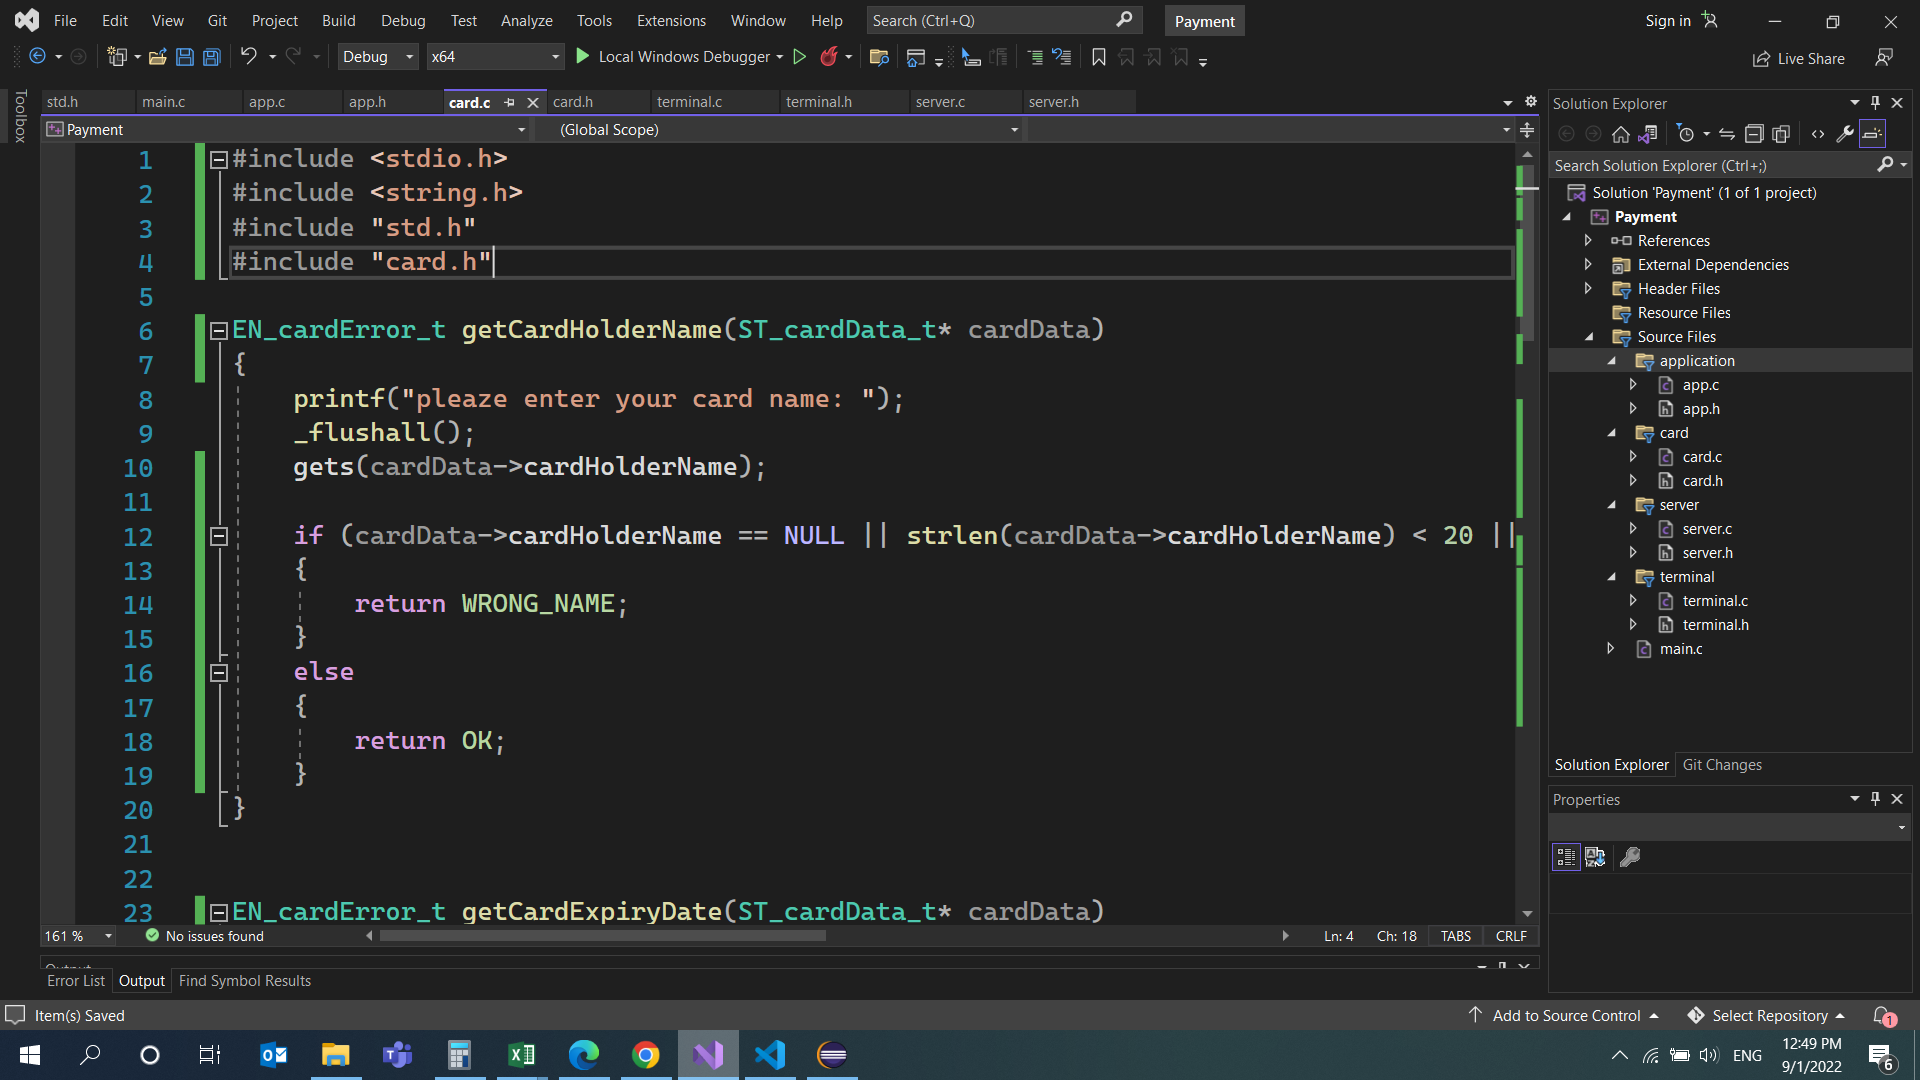 File Edit View Git Project Build Debug Test Analyze Tools Extensions Window Help Search (Ctrl+Q) Payment Sign in
Debug x64 Local Windows Debugger Live Share
Toolbox
std.h main.c app.c app.h card.c card.h terminal.c terminal.h server.c server.h
Payment (Global Scope)
1 #include <stdio.h>
2 #include <string.h>
3 #include "std.h"
4 #include "card.h"
5
6 EN_cardError_t getCardHolderName(ST_cardData_t* cardData)
7 {
8 printf("pleaze enter your card name: ");
9 _flushall();
10 gets(cardData->cardHolderName);
11
12 if (cardData->cardHolderName == NULL || strlen(cardData->cardHolderName) < 20 ||
13 {
14 return WRONG_NAME;
15 }
16 else
17 {
18 return OK;
19 }
20 }
21
22
23 EN_cardError_t getCardExpiryDate(ST_cardData_t* cardData)
161 % No issues found Ln: 4 Ch: 18 TABS CRLF
Output
Error List Output Find Symbol Results
Solution Explorer
Search Solution Explorer (Ctrl+;)
Solution 'Payment' (1 of 1 project)
Payment
References
External Dependencies
Header Files
Resource Files
Source Files
application
app.c
app.h
card
card.c
card.h
server
server.c
server.h
terminal
terminal.c
terminal.h
main.c
Solution Explorer Git Changes
Properties
Item(s) Saved Add to Source Control Select Repository 1
ENG 12:49 PM
9/1/2022 6